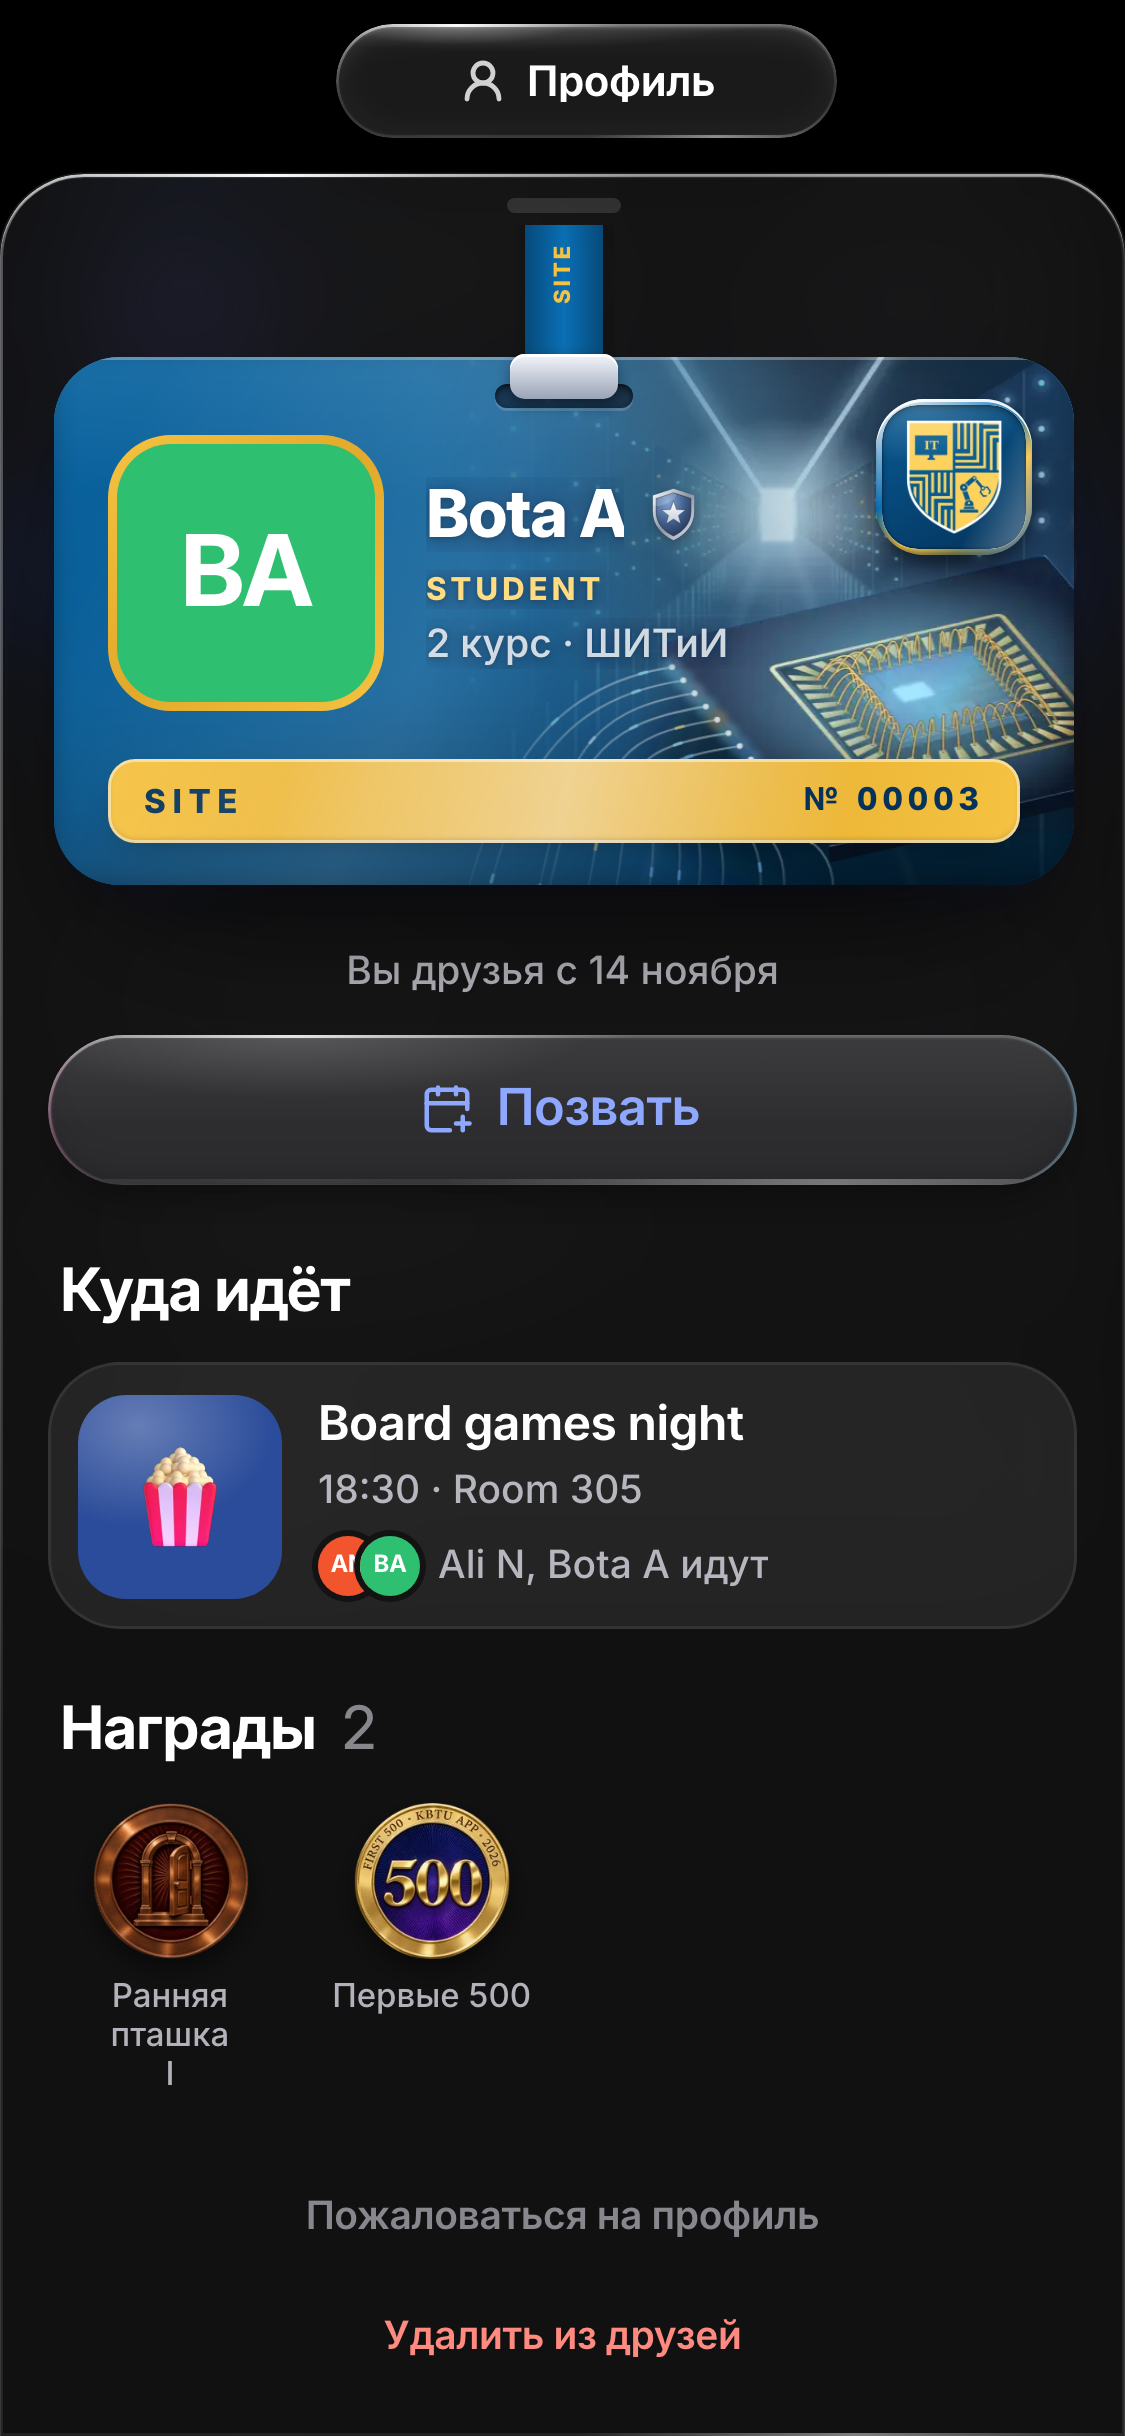 Профиль
SITE
BA
Bota A
STUDENT
2 курс · ШИТиИ
IT
SITE
№ 00003
Вы друзья с 14 ноября
Позвать
Куда идёт
Board games night
18:30 · Room 305
BA
Ali N, Bota A идут
Награды 2
FIRST 500 · KBTU APP · 2026
500
Ранняя
пташка
I
Первые 500
Пожаловаться на профиль
Удалить из друзей